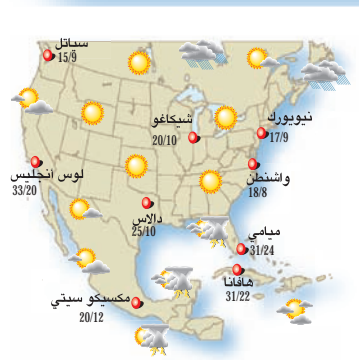 سياتل
15/9
نيويورك
17/9
شيكاغو
20/10
واشنطن
18/8
لوس أنجليس
33/20
دالاس
25/10
ميامي
31/24
هافانا
31/22
مكسيكو سيتي
20/12